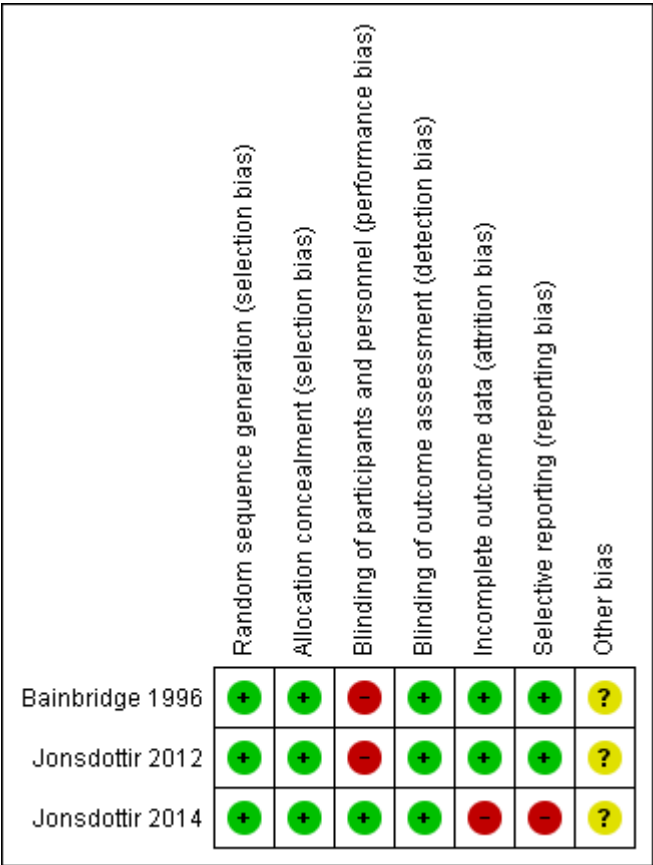 Random sequence generation (selection bias)
Allocation concealment (selection bias)
Blinding of participants and personnel (performance bias)
Blinding of outcome assessment (detection bias)
Incomplete outcome data (attrition bias)
Selective reporting (reporting bias)
Other bias
Bainbridge 1996 + + - + + + ?
Jonsdottir 2012 + + - + + + ?
Jonsdottir 2014 + + + + - - ?